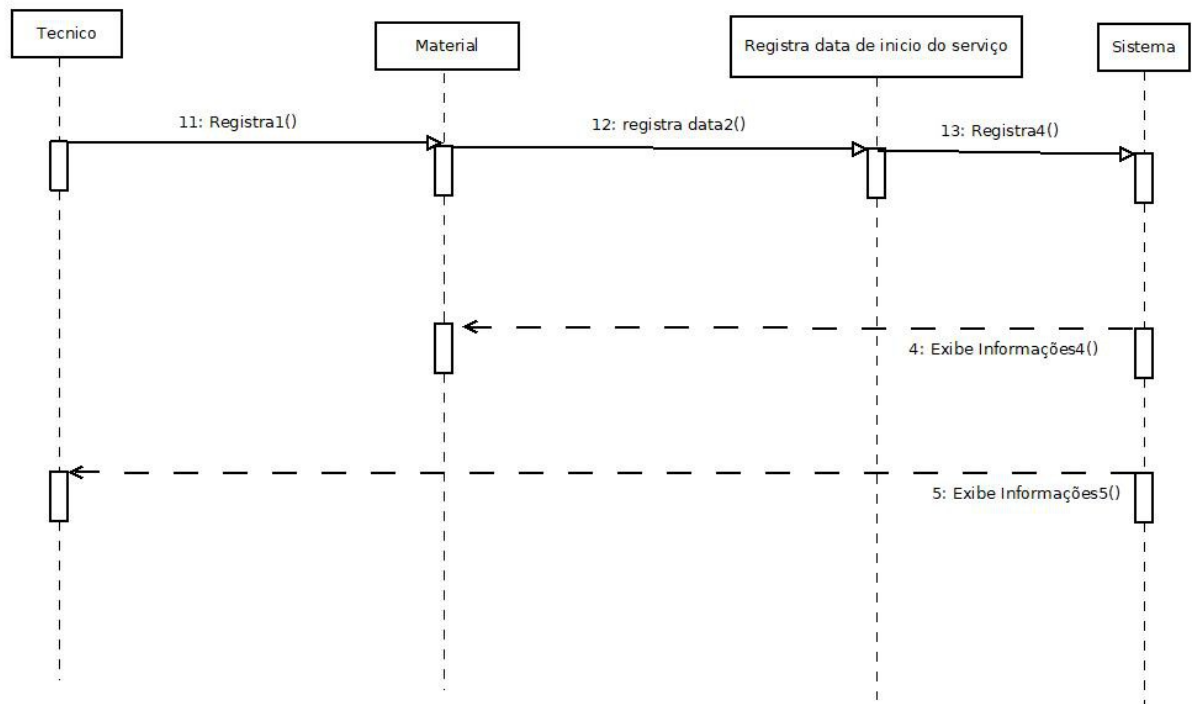 Tecnico
Material
Registra data de inicio do serviço
Sistema
11: Registra1()
12: registra data2()
13: Registra4()
4: Exibe Informações4()
5: Exibe Informações5()